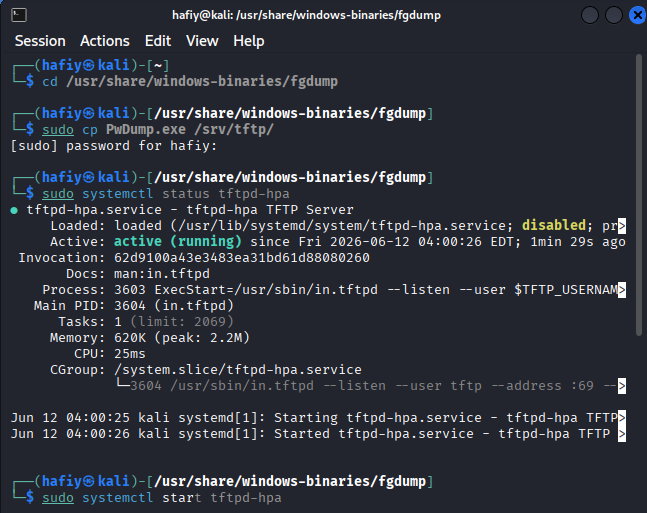 hafiy@kali: /usr/share/windows-binaries/fgdump
Session Actions Edit View Help
┌──(hafiy㉿kali)-[~]
└─$ cd /usr/share/windows-binaries/fgdump
┌──(hafiy㉿kali)-[/usr/share/windows-binaries/fgdump]
└─$ sudo cp PwDump.exe /srv/tftp/
[sudo] password for hafiy:
┌──(hafiy㉿kali)-[/usr/share/windows-binaries/fgdump]
└─$ sudo systemctl status tftpd-hpa
● tftpd-hpa.service - tftpd-hpa TFTP Server
Loaded: loaded (/usr/lib/systemd/system/tftpd-hpa.service; disabled; pr>
Active: active (running) since Fri 2026-06-12 04:00:26 EDT; 1min 29s ago
Invocation: 62d9100a43e3483ea31bd61d88080260
Docs: man:in.tftpd
Process: 3603 ExecStart=/usr/sbin/in.tftpd --listen --user $TFTP_USERNAM>
Main PID: 3604 (in.tftpd)
Tasks: 1 (limit: 2069)
Memory: 620K (peak: 2.2M)
CPU: 25ms
CGroup: /system.slice/tftpd-hpa.service
└─3604 /usr/sbin/in.tftpd --listen --user tftp --address :69 -->
Jun 12 04:00:25 kali systemd[1]: Starting tftpd-hpa.service - tftpd-hpa TFTP>
Jun 12 04:00:26 kali systemd[1]: Started tftpd-hpa.service - tftpd-hpa TFTP >
┌──(hafiy㉿kali)-[/usr/share/windows-binaries/fgdump]
└─$ sudo systemctl start tftpd-hpa